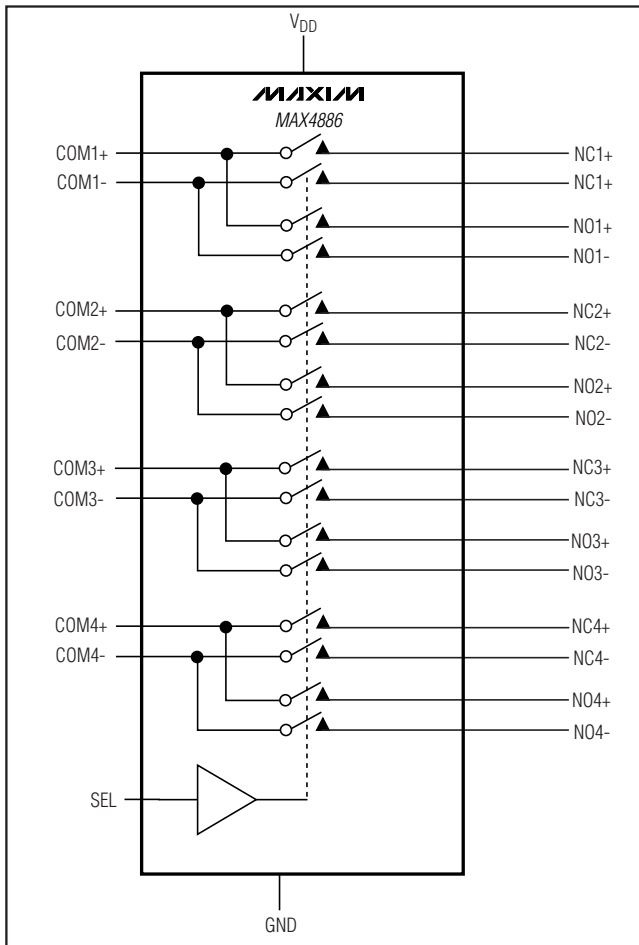 VDD
MAXIM
MAX4886
COM1+
NC1+
COM1-
NC1+
NO1+
NO1-
COM2+
NC2+
COM2-
NC2-
NO2+
NO2-
COM3+
NC3+
COM3-
NC3-
NO3+
NO3-
COM4+
NC4+
COM4-
NC4-
NO4+
NO4-
SEL
GND